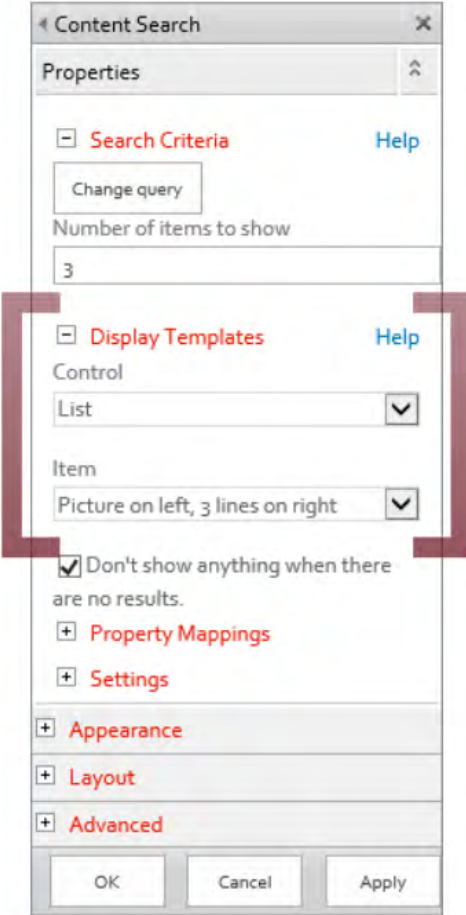 Content Search
Properties
Search Criteria Help
Change query
Number of items to show
3
Display Templates Help
Control
List
Item
Picture on left, 3 lines on right
Don't show anything when there
are no results.
Property Mappings
Settings
Appearance
Layout
Advanced
OK Cancel Apply